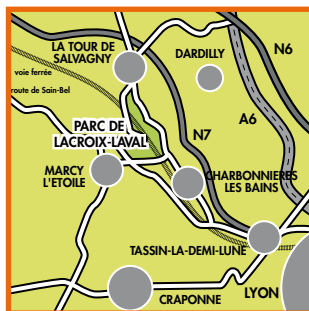 LA TOUR DE
SALVAGNY
DARDILLY
N6
voie ferrée
route de Sain-Bel
A6
PARC DE
LACROIX-LAVAL
N7
MARCY
L'ETOILE
CHARBONNIERES
LES BAINS
TASSIN-LA-DEMI-LUNE
CRAPONNE
LYON